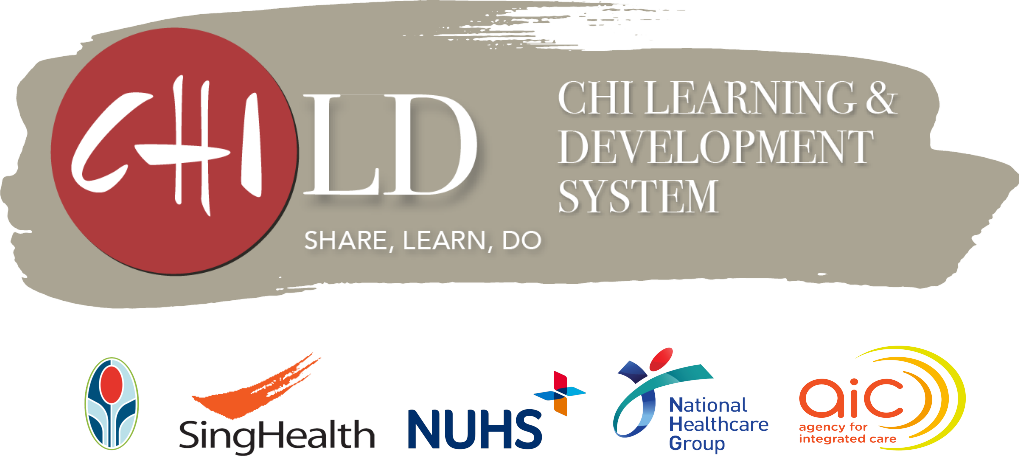 CHILD
SHARE, LEARN, DO
CHI LEARNING &
DEVELOPMENT
SYSTEM
SingHealth
NUHS
National
Healthcare
Group
aic
agency for
integrated care